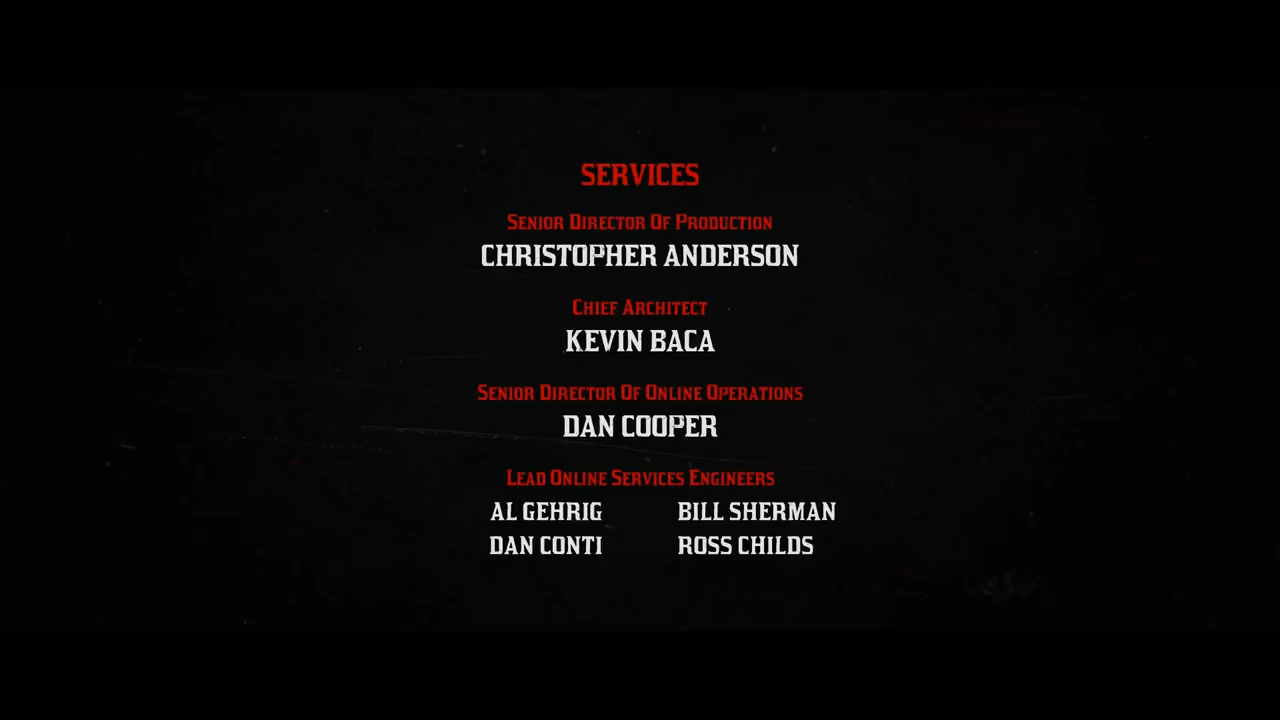 SERVICES
Senior Director Of Production
CHRISTOPHER ANDERSON
Chief Architect
KEVIN BACA
Senior Director Of Online Operations
DAN COOPER
Lead Online Services Engineers
AL GEHRIG BILL SHERMAN
DAN CONTI ROSS CHILDS